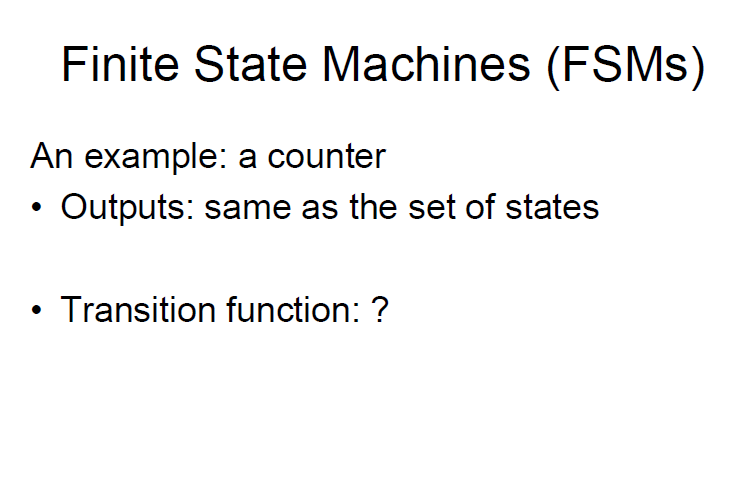 Finite State Machines (FSMs)
An example: a counter
• Outputs: same as the set of states
• Transition function: ?